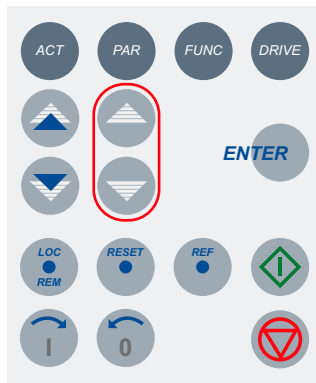 ACT PAR FUNC DRIVE
ENTER
LOC RESET REF
REM
I
I 0